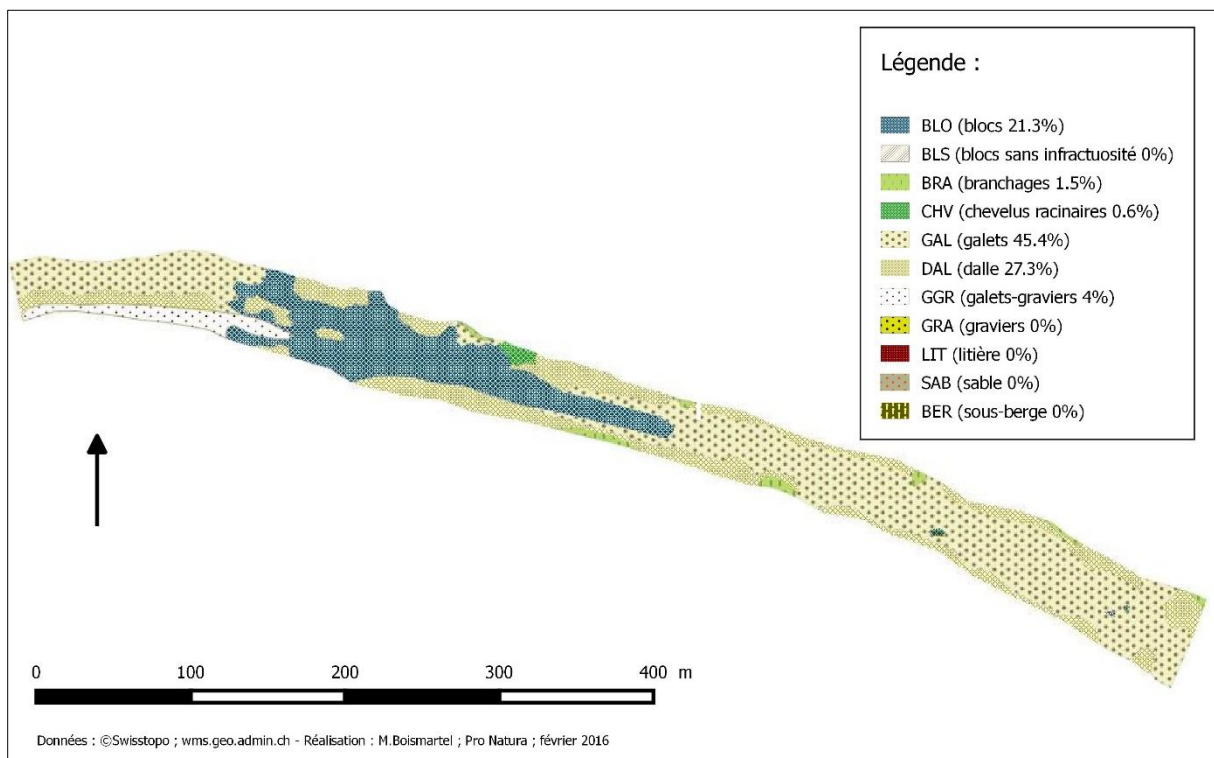 Légende :
BLO (blocs 21.3%)
BLS (blocs sans infractuosité 0%)
BRA (branchages 1.5%)
CHV (chevelus racinaires 0.6%)
GAL (galets 45.4%)
DAL (dalle 27.3%)
GGR (galets-graviers 4%)
GRA (graviers 0%)
LIT (litière 0%)
SAB (sable 0%)
BER (sous-berge 0%)
0 100 200 300 400 m
Données : ©Swisstopo ; wms.geo.admin.ch - Réalisation : M.Boismartel ; Pro Natura ; février 2016